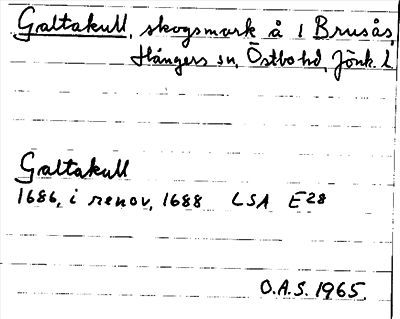 Galtakull, skogsmark å 1 Brusås,
Hångers sn, Östbo hd, Jönk. l.
Galtakull
1686, i renov, 1688 LSA E28
O.A.S. 1965.